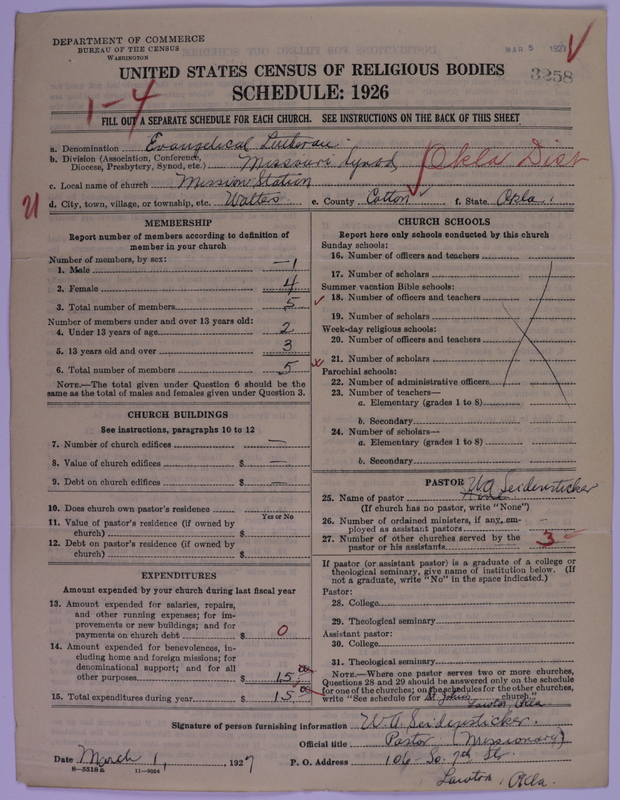 DEPARTMENT OF COMMERCE
BUREAU OF THE CENSUS
WASHINGTON
MAR 5 1927
3258
UNITED STATES CENSUS OF RELIGIOUS BODIES
SCHEDULE: 1926
1-4
FILL OUT A SEPARATE SCHEDULE FOR EACH CHURCH. SEE INSTRUCTIONS ON THE BACK OF THIS SHEET
a. Denomination Evangelical Lutheran
b. Division (Association, Conference, Diocese, Presbytery, Synod, etc.) Missouri Synod Okla Dist
c. Local name of church Mission Station
d. City, town, village, or township, etc. Walters e. County Cotton f. State Okla.
MEMBERSHIP
Report number of members according to definition of
member in your church
Number of members, by sex:
1. Male 1
2. Female 4
3. Total number of members 5
Number of members under and over 13 years old:
4. Under 13 years of age 2
5. 13 years old and over 3
6. Total number of members 5
NOTE.—The total given under Question 6 should be the
same as the total of males and females given under Question 3.
CHURCH BUILDINGS
See instructions, paragraphs 10 to 12
7. Number of church edifices —
8. Value of church edifices $ —
9. Debt on church edifices $ —
10. Does church own pastor's residence
Yes or No
11. Value of pastor's residence (if owned by
church) $
12. Debt on pastor's residence (if owned by
church) $
EXPENDITURES
Amount expended by your church during last fiscal year
13. Amount expended for salaries, repairs,
and other running expenses; for im-
provements or new buildings; and for
payments on church debt $ 0
14. Amount expended for benevolences, in-
cluding home and foreign missions; for
denominational support; and for all
other purposes $ 15.00
15. Total expenditures during year $ 15.00
CHURCH SCHOOLS
Report here only schools conducted by this church
Sunday schools:
16. Number of officers and teachers
17. Number of scholars
Summer vacation Bible schools:
18. Number of officers and teachers
19. Number of scholars
Week-day religious schools:
20. Number of officers and teachers
21. Number of scholars
Parochial schools:
22. Number of administrative officers
23. Number of teachers—
a. Elementary (grades 1 to 8)
b. Secondary
24. Number of scholars—
a. Elementary (grades 1 to 8)
b. Secondary
PASTOR
25. Name of pastor None W A Seidensticker
(If church has no pastor, write "None")
26. Number of ordained ministers, if any, em-
ployed as assistant pastors
27. Number of other churches served by the
pastor or his assistants 3
If pastor (or assistant pastor) is a graduate of a college or
theological seminary, give name of institution below. (If
not a graduate, write "No" in the space indicated.)
Pastor:
28. College
29. Theological seminary
Assistant pastor:
30. College
31. Theological seminary
NOTE.—Where one pastor serves two or more churches,
Questions 28 and 29 should be answered only on the schedule
for one of the churches; on the schedules for the other churches,
write "See schedule for St Johns church."
Lawton, Okla.
Signature of person furnishing information W. A. Seidensticker.
Official title Pastor (Missionary)
Date March 1, 1927 P. O. Address 106 So. 7th Str.
8-5518a 11-9064
Lawton, Okla.